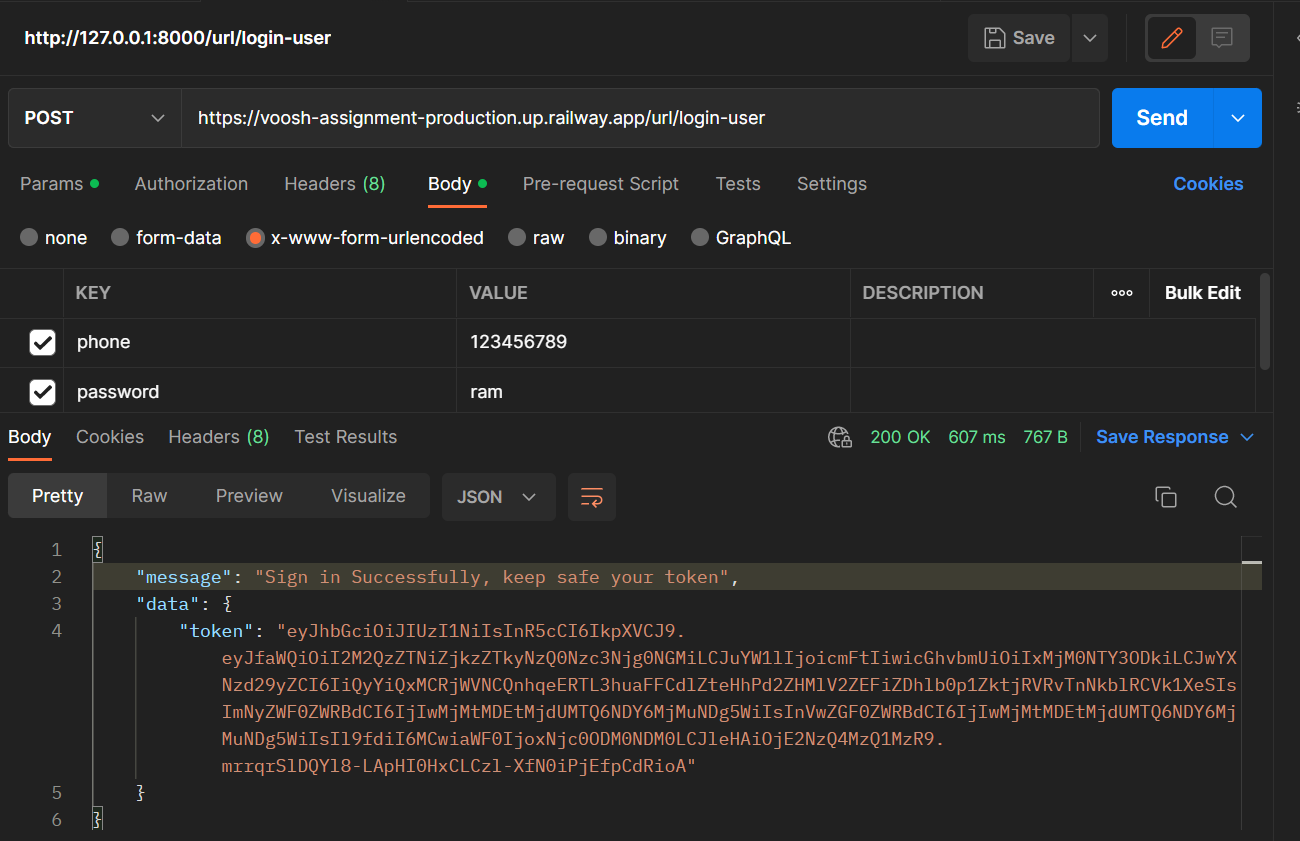 http://127.0.0.1:8000/url/login-user
Save
POST
https://voosh-assignment-production.up.railway.app/url/login-user
Send
Params Authorization Headers (8) Body Pre-request Script Tests Settings Cookies
none form-data x-www-form-urlencoded raw binary GraphQL
KEY VALUE DESCRIPTION ooo Bulk Edit
phone 123456789
password ram
Body Cookies Headers (8) Test Results 200 OK 607 ms 767 B Save Response
Pretty Raw Preview Visualize JSON
1 {
2 "message": "Sign in Successfully, keep safe your token",
3 "data": {
4 "token": "eyJhbGciOiJIUzI1NiIsInR5cCI6IkpXVCJ9.
eyJfaWQiOiI2M2QzZTNiZjkzZTkyNzQ0Nzc3Njg0NGMiLCJuYW1lIjoicmFtIiwicGhvbmUiOiIxMjM0NTY3ODkiLCJwYX
Nzd29yZCI6IiQyYiQxMCRjWVNCQnhqeERTL3huaFFCdlZteHhPd2ZHMlV2ZEFiZDhlb0p1ZktjRVRvTnNkblRCVk1XeSIs
ImNyZWF0ZWRBdCI6IjIwMjMtMDEtMjdUMTQ6NDY6MjMuNDg5WiIsInVwZGF0ZWRBdCI6IjIwMjMtMDEtMjdUMTQ6NDY6Mj
MuNDg5WiIsIl9fdiI6MCwiaWF0IjoxNjc0ODM0NDM0LCJleHAiOjE2NzQ4MzQ1MzR9.
mrrqrSlDQYl8-LApHI0HxCLCzl-XfN0iPjEfpCdRioA"
5 }
6 }